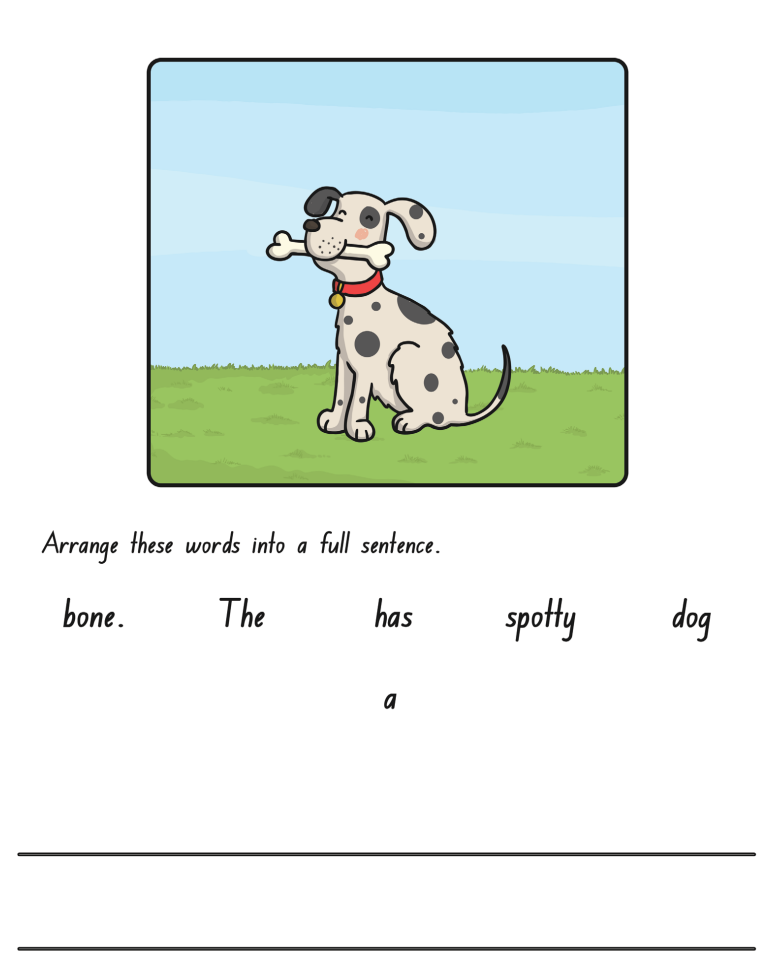 Arrange these words into a full sentence.
bone. The has spotty dog
a